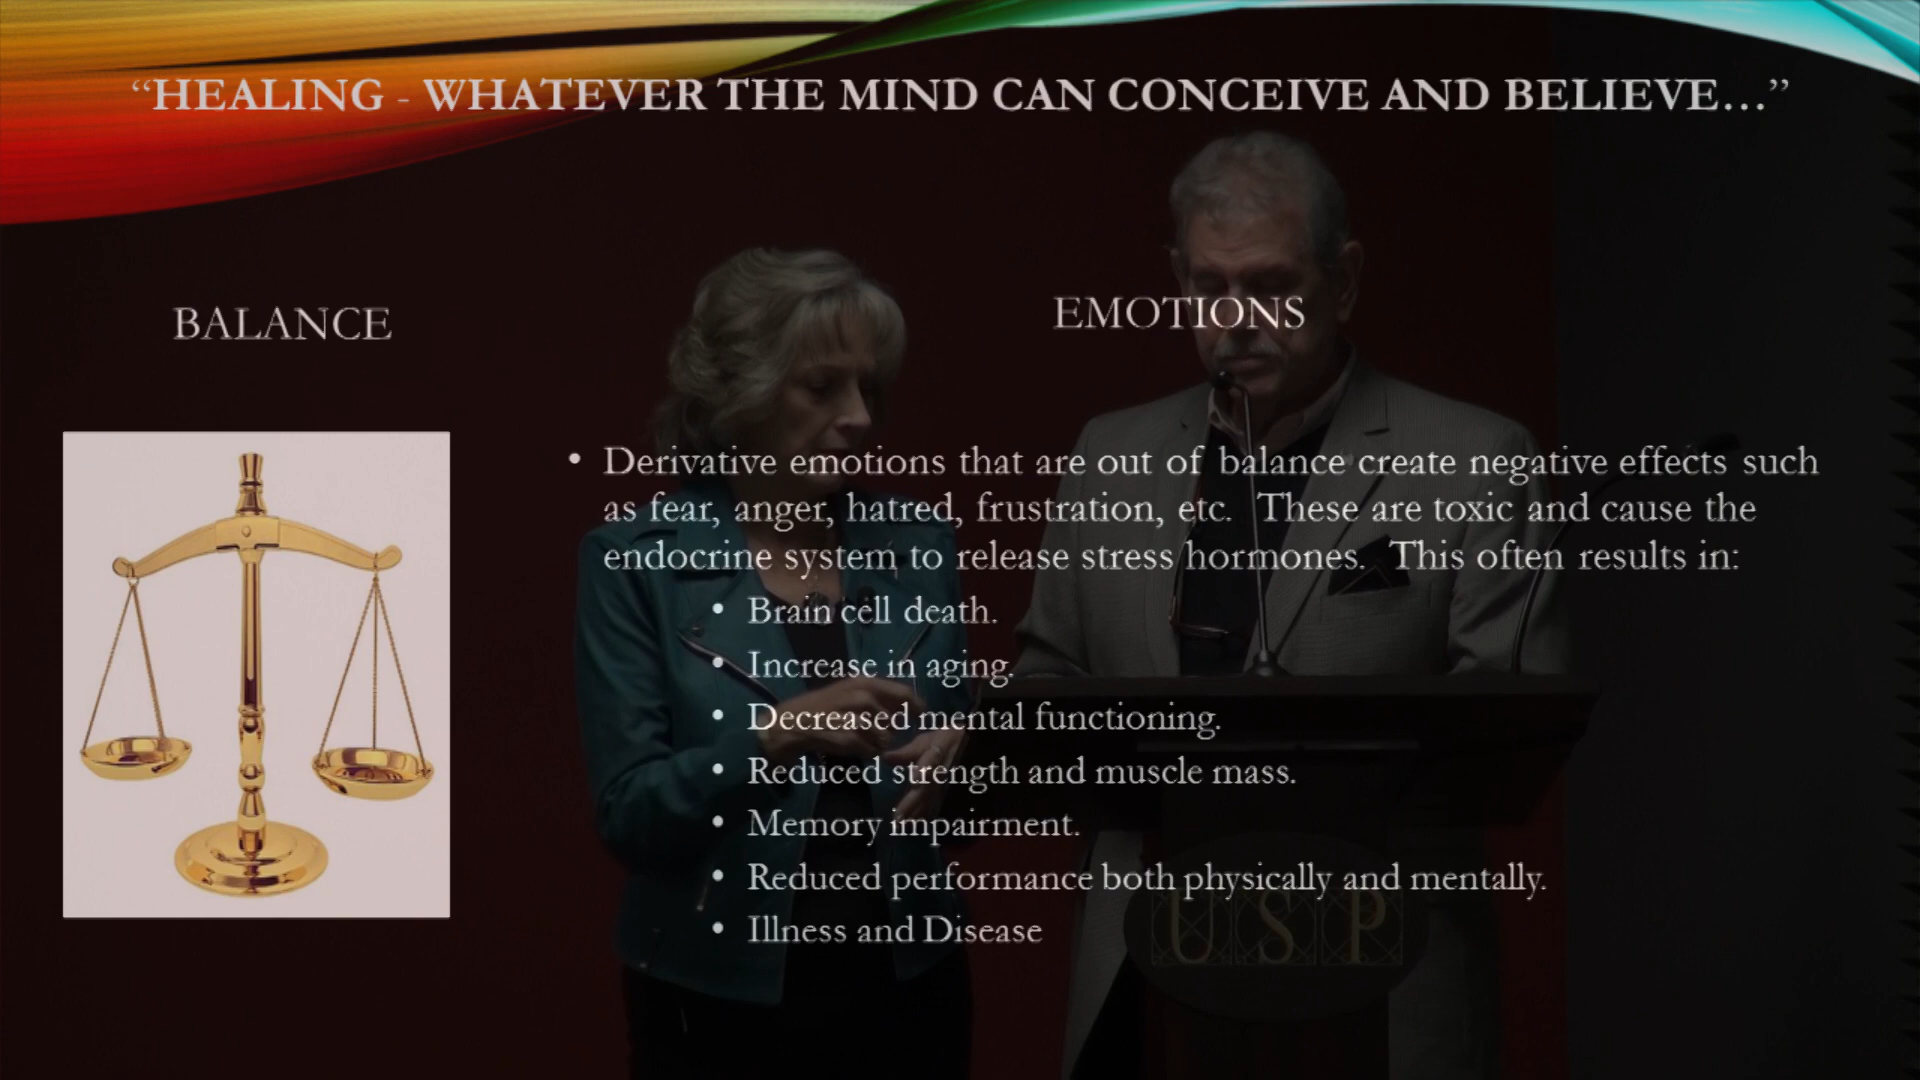 “HEALING - WHATEVER THE MIND CAN CONCEIVE AND BELIEVE…”
BALANCE
EMOTIONS
• Derivative emotions that are out of balance create negative effects such
as fear, anger, hatred, frustration, etc. These are toxic and cause the
endocrine system to release stress hormones. This often results in:
• Brain cell death.
• Increase in aging.
• Decreased mental functioning.
• Reduced strength and muscle mass.
• Memory impairment.
• Reduced performance both physically and mentally.
• Illness and Disease
USP